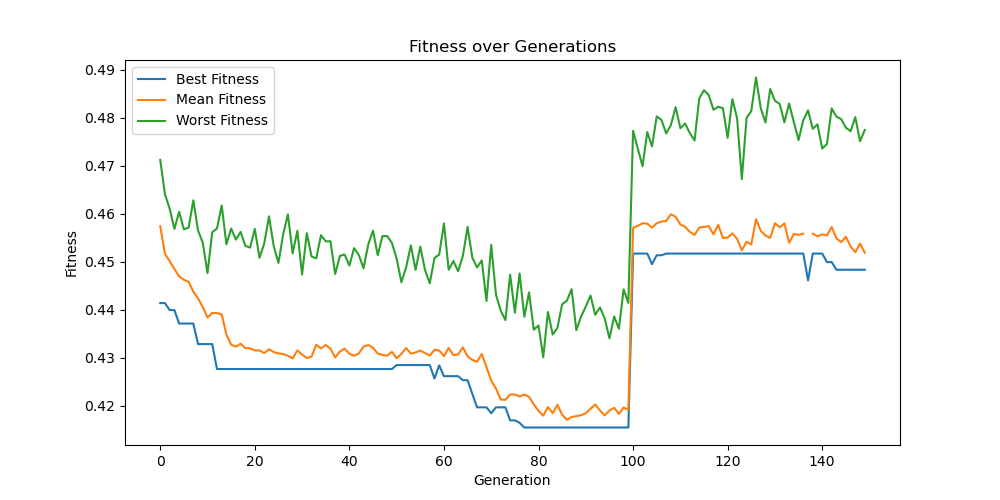 Fitness over Generations
Best Fitness
Mean Fitness
Worst Fitness
Fitness
0.49
0.48
0.47
0.46
0.45
0.44
0.43
0.42
0 20 40 60 80 100 120 140
Generation